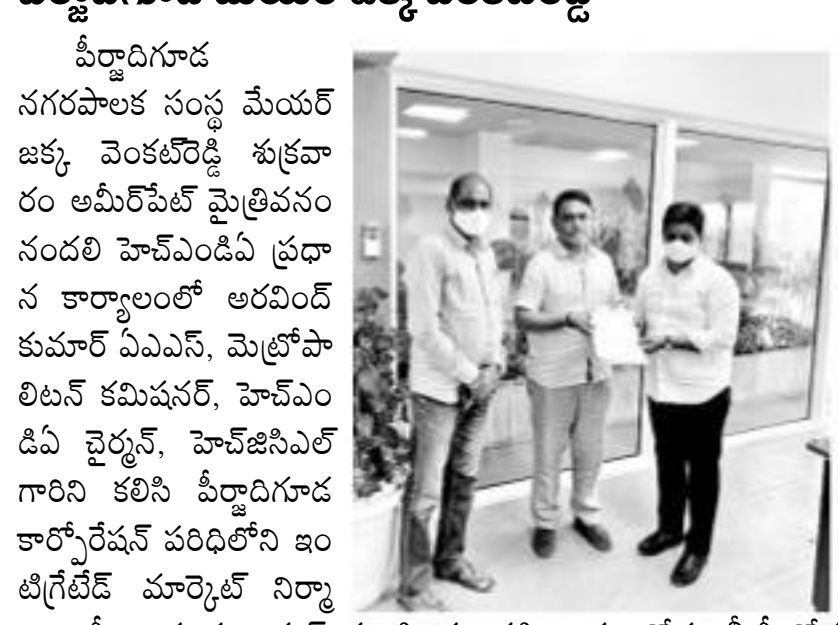 పీర్జాదిగూడ
నగరపాలక సంస్థ మేయర్
జక్క వెంకట్‌రెడ్డి శుక్రవా
రం అమీర్‌పేట్ మైత్రివనం
నందలి హెచ్‌ఎండిఏ ప్రధా
న కార్యాలంలో అరవింద్
కుమార్ ఏఎఎస్, మెట్రోపా
లిటన్ కమిషనర్, హెచ్‌ఎం
డిఏ చైర్మన్, హెచ్‌జిసిఎల్
గారిని కలిసి పీర్జాదిగూడ
కార్పోరేషన్ పరిధిలోని ఇం
టిగ్రేటేడ్ మార్కెట్ నిర్మా